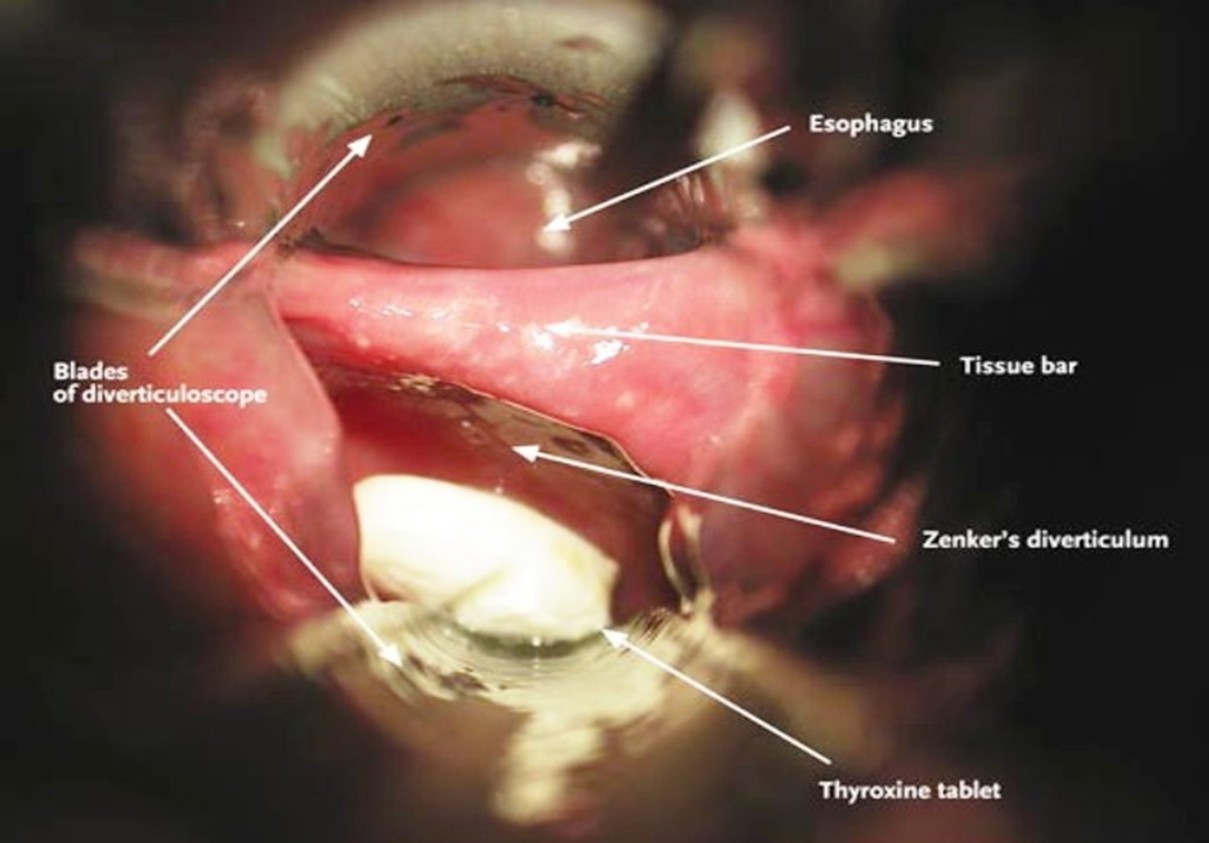 Esophagus
Blades
of diverticuloscope
Tissue bar
Zenker's diverticulum
Thyroxine tablet